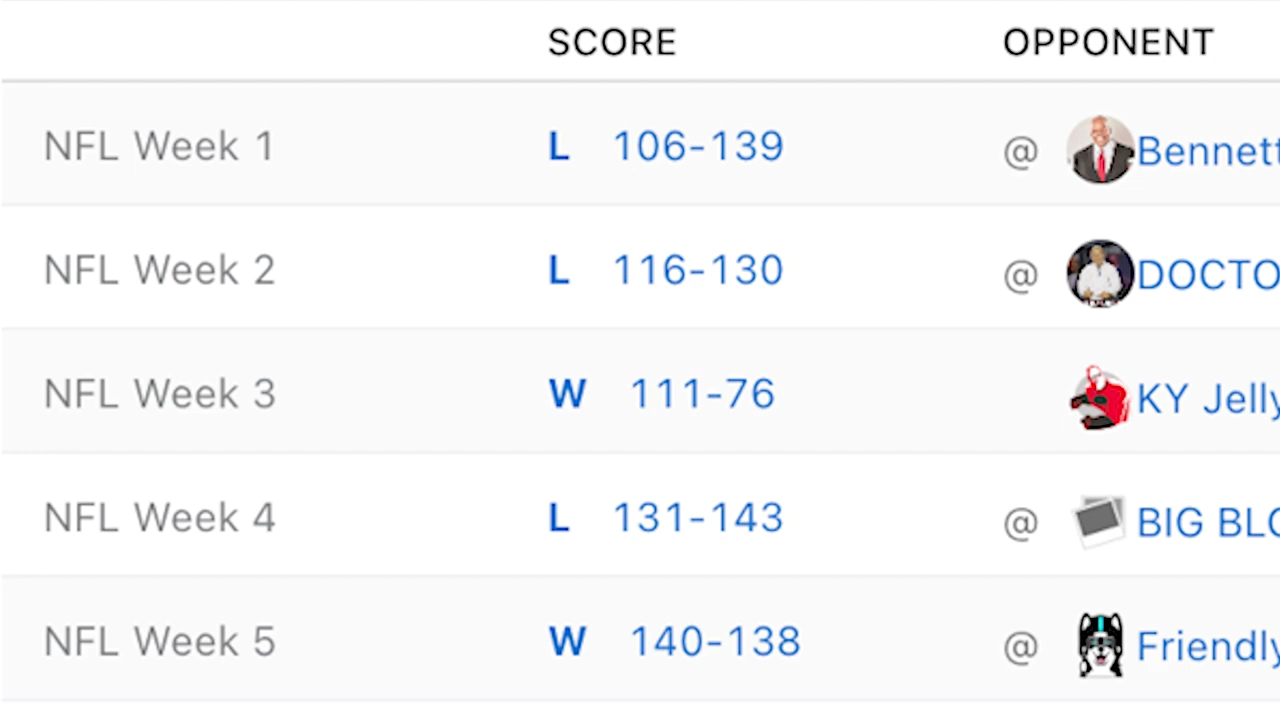 SCORE OPPONENT
NFL Week 1 L 106-139 @ Bennett
NFL Week 2 L 116-130 @ DOCTO
NFL Week 3 W 111-76 KY Jelly
NFL Week 4 L 131-143 @ BIG BLO
NFL Week 5 W 140-138 @ Friendly